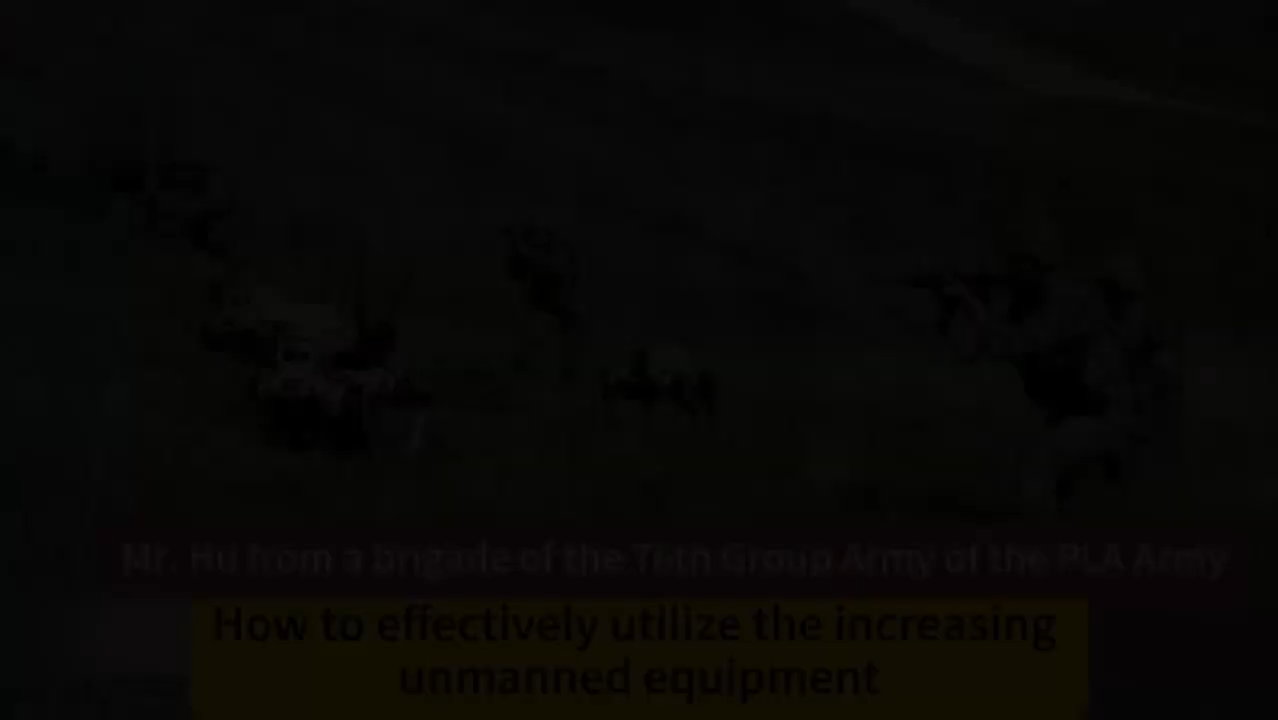 Mr. Hu from a brigade of the 76th Group Army of the PLA Army
How to effectively utilize the increasing
unmanned equipment